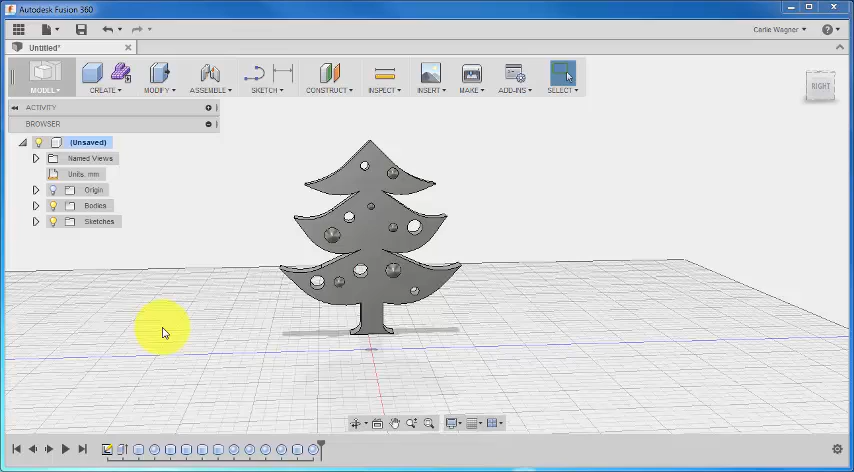 Autodesk Fusion 360
Carlie Wagner
Untitled*
MODEL CREATE MODIFY ASSEMBLE SKETCH CONSTRUCT INSPECT INSERT MAKE ADD-INS SELECT
RIGHT
ACTIVITY
BROWSER
(Unsaved)
Named Views
Units: mm
Origin
Bodies
Sketches